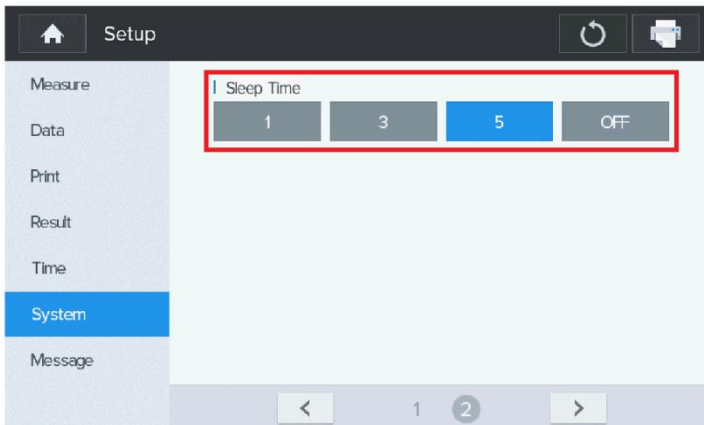 Setup
Measure
Data
Print
Result
Time
System
Message
Sleep Time
1 3 5 OFF
< 1 2 >